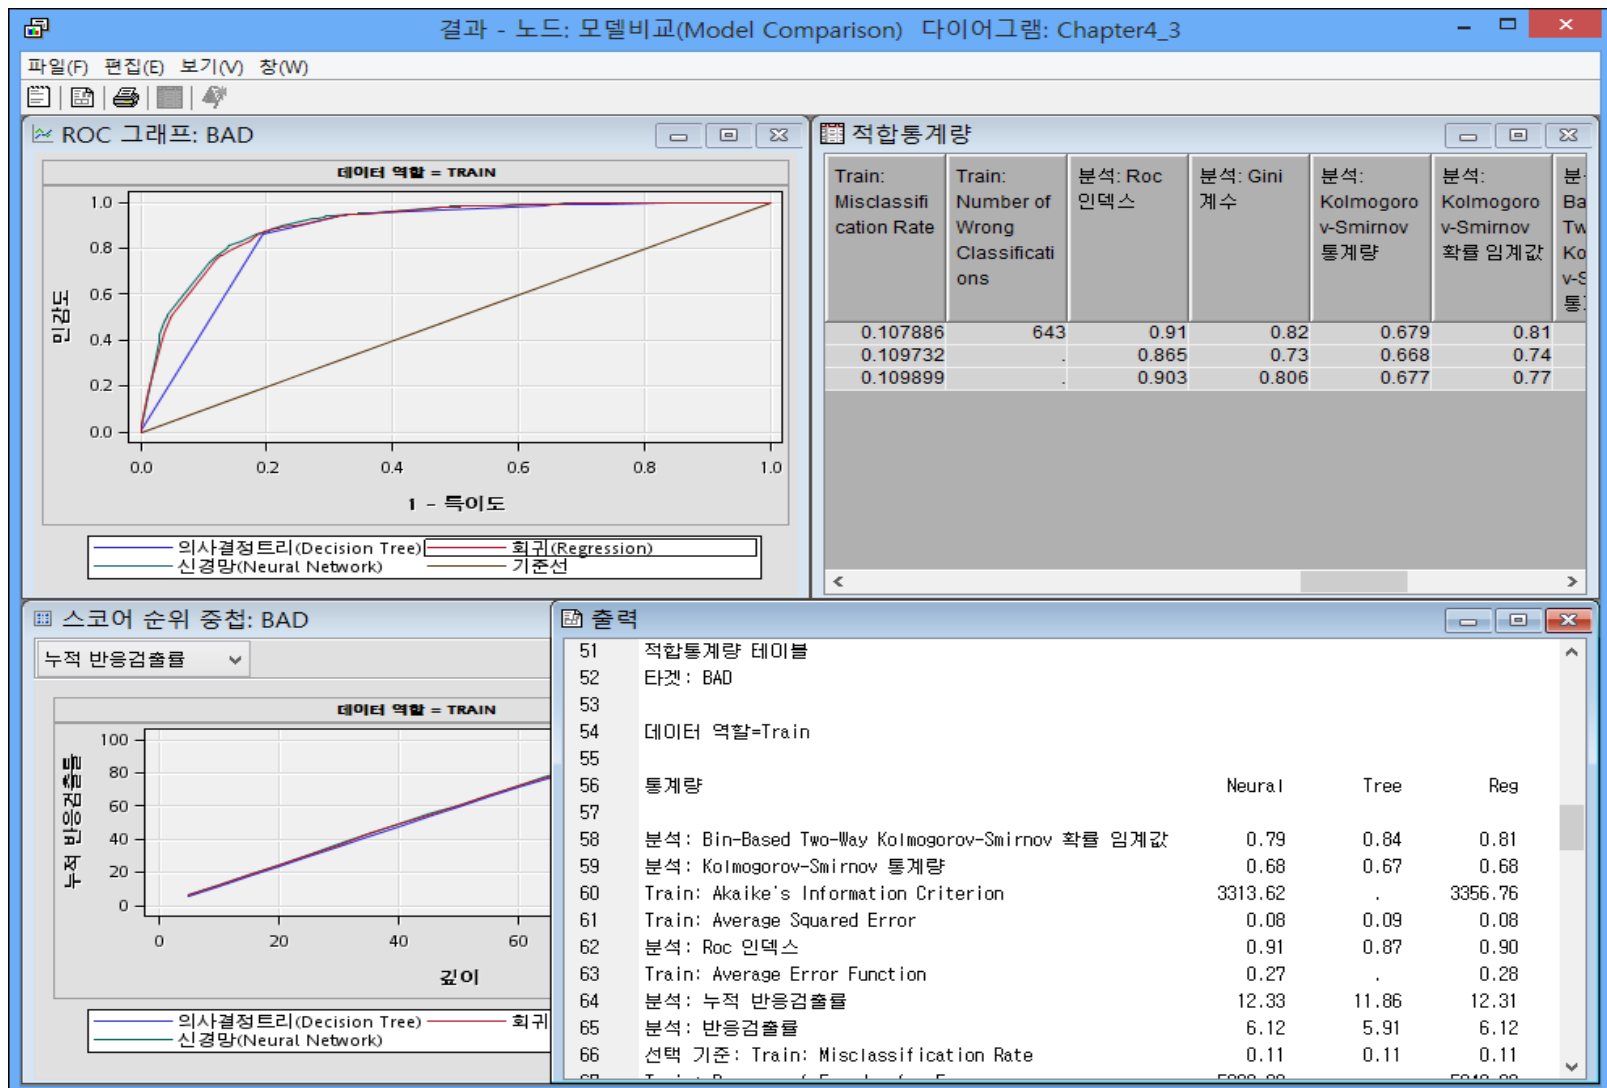 결과 - 노드: 모델비교(Model Comparison) 다이어그램: Chapter4_3
파일(F) 편집(E) 보기(V) 창(W)
ROC 그래프: BAD
데이터 역할 = TRAIN
민감도
1.0
0.8
0.6
0.4
0.2
0.0
0.0 0.2 0.4 0.6 0.8 1.0
1 - 특이도
의사결정트리(Decision Tree) 회귀(Regression)
신경망(Neural Network) 기준선
적합통계량
Train: Misclassifi cation Rate
Train: Number of Wrong Classificati ons
분석: Roc 인덱스
분석: Gini 계수
분석: Kolmogoro v-Smirnov 통계량
분석: Kolmogoro v-Smirnov 확률 임계값
0.107886 643 0.91 0.82 0.679 0.81
0.109732 . 0.865 0.73 0.668 0.74
0.109899 . 0.903 0.806 0.677 0.77
스코어 순위 중첩: BAD
누적 반응검출률
데이터 역할 = TRAIN
누적 반응검출률
100
80
60
40
20
0
0 20 40 60
깊이
의사결정트리(Decision Tree) 회귀
신경망(Neural Network)
출력
51 적합통계량 테이블
52 타겟: BAD
53
54 데이터 역할=Train
55
56 통계량 Neural Tree Reg
57
58 분석: Bin-Based Two-Way Kolmogorov-Smirnov 확률 임계값 0.79 0.84 0.81
59 분석: Kolmogorov-Smirnov 통계량 0.68 0.67 0.68
60 Train: Akaike's Information Criterion 3313.62 . 3356.76
61 Train: Average Squared Error 0.08 0.09 0.08
62 분석: Roc 인덱스 0.91 0.87 0.90
63 Train: Average Error Function 0.27 . 0.28
64 분석: 누적 반응검출률 12.33 11.86 12.31
65 분석: 반응검출률 6.12 5.91 6.12
66 선택 기준: Train: Misclassification Rate 0.11 0.11 0.11